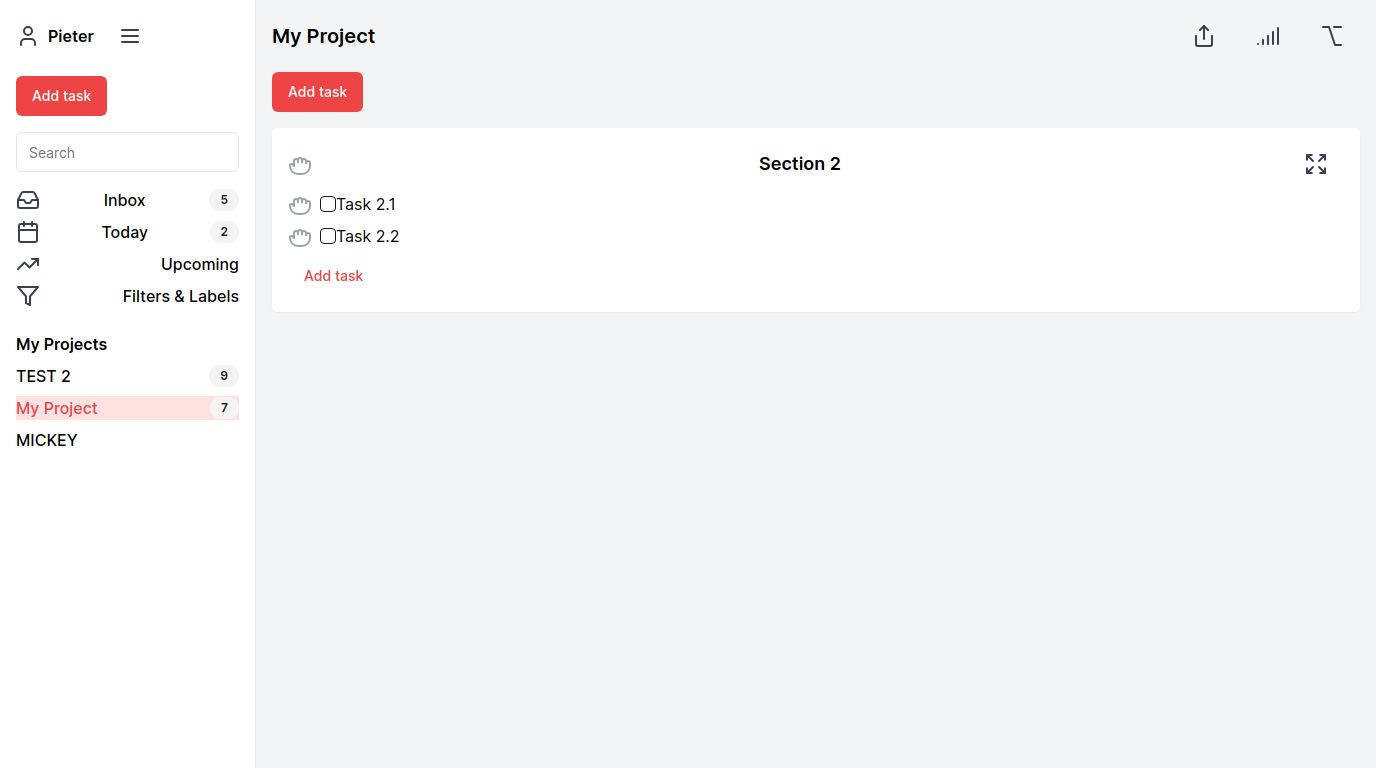 Pieter
Add task
Search
Inbox 5
Today 2
Upcoming
Filters & Labels
My Projects
TEST 2 9
My Project 7
MICKEY
My Project
Add task
Section 2
Task 2.1
Task 2.2
Add task